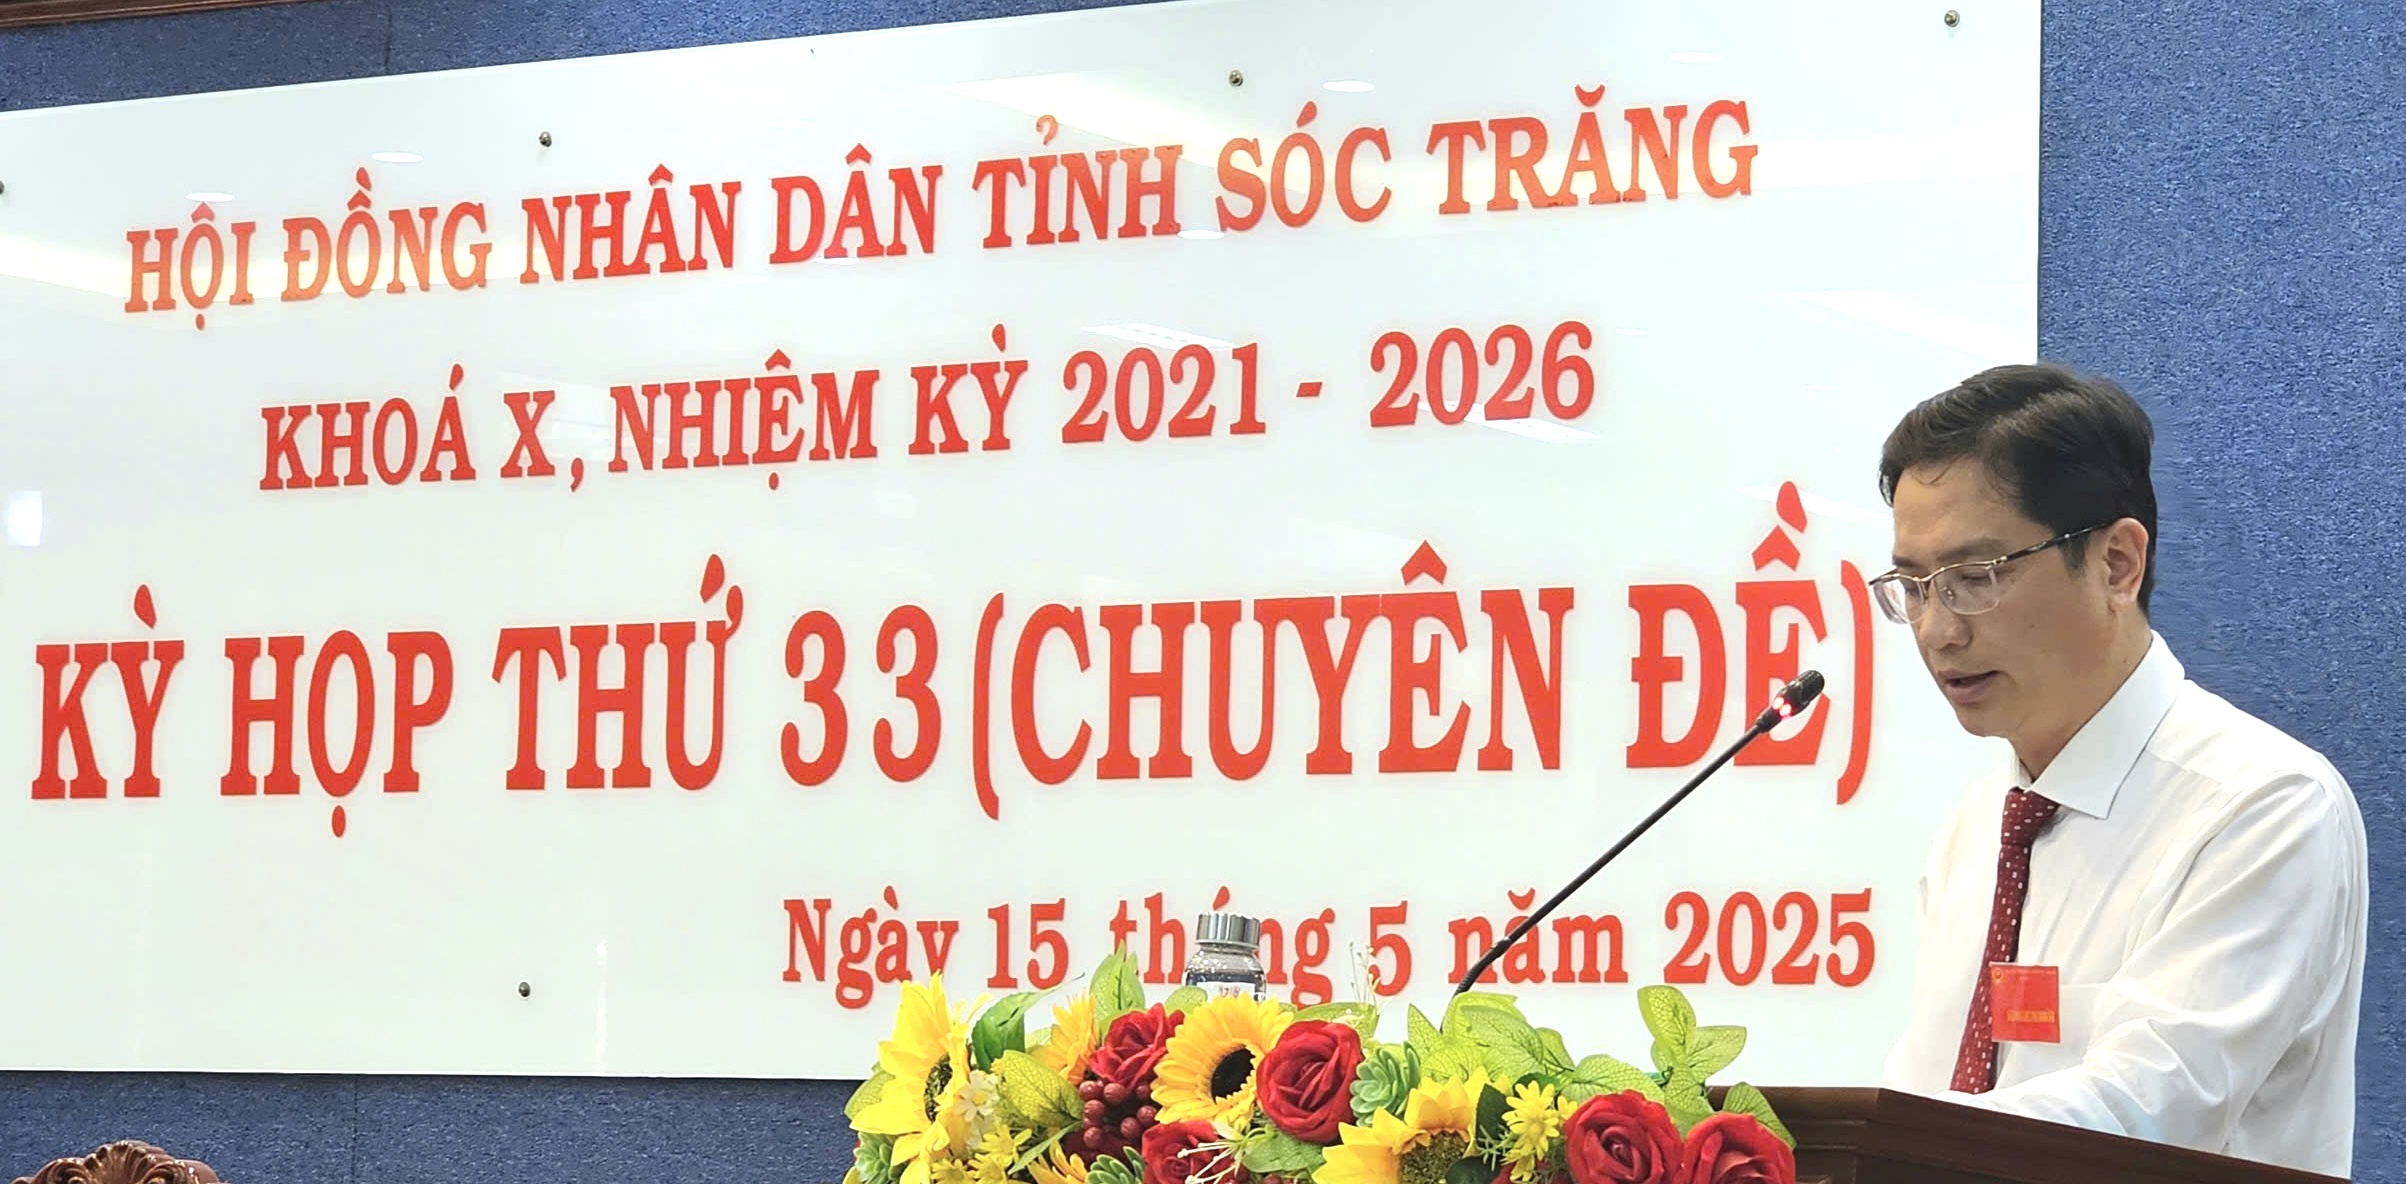 HỘI ĐỒNG NHÂN DÂN TỈNH SÓC TRĂNG
KHOÁ X, NHIỆM KỲ 2021 - 2026
KỲ HỌP THỨ 33 (CHUYÊN ĐỀ)
Ngày 15 tháng 5 năm 2025